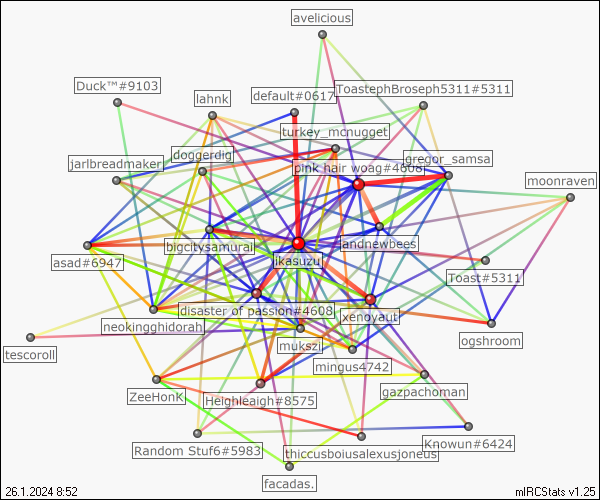 avelicious
Duck™#9103
lahnk
default#0617
ToastephBroseph5311#5311
turkey_mcnugget
doggerdig
jarlbreadmaker
pink hair woag#4608
gregor_samsa
moonraven
bigcitysamurai
landnewbees
ikasuzu
asad#6947
Toast#5311
disaster of passion#4608
neokingghidorah
xenoyaut
mukszi
ogshroom
tescoroll
mingus4742
ZeeHonK
Heighleaigh#8575
gazpachoman
Random Stuf6#5983
thiccusboiusalexusjoneus
Knowun#6424
facadas.
26.1.2024 8:52
mIRCStats v1.25